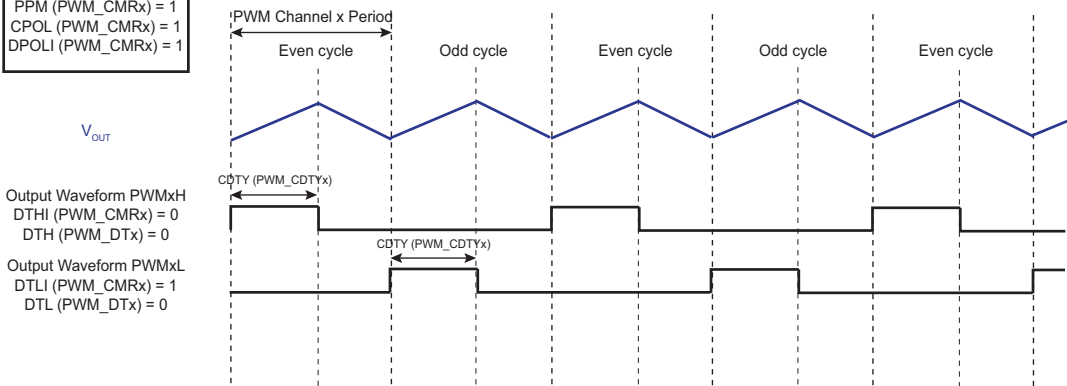 PPM (PWM_CMRx) = 1
CPOL (PWM_CMRx) = 1
DPOLI (PWM_CMRx) = 1
PWM Channel x Period
Even cycle
Odd cycle
Even cycle
Odd cycle
Even cycle
VOUT
CDTY (PWM_CDTYx)
Output Waveform PWMxH
DTHI (PWM_CMRx) = 0
DTH (PWM_DTx) = 0
CDTY (PWM_CDTYx)
Output Waveform PWMxL
DTLI (PWM_CMRx) = 1
DTL (PWM_DTx) = 0